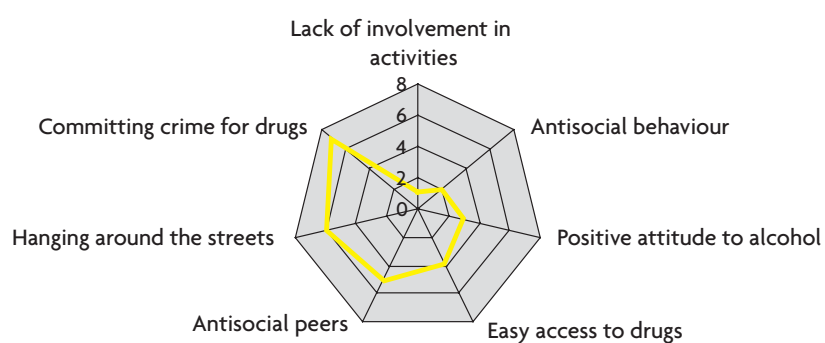 Lack of involvement in
activities
8
Committing crime for drugs
6
Antisocial behaviour
4
2
0
Hanging around the streets
Positive attitude to alcohol
Antisocial peers
Easy access to drugs